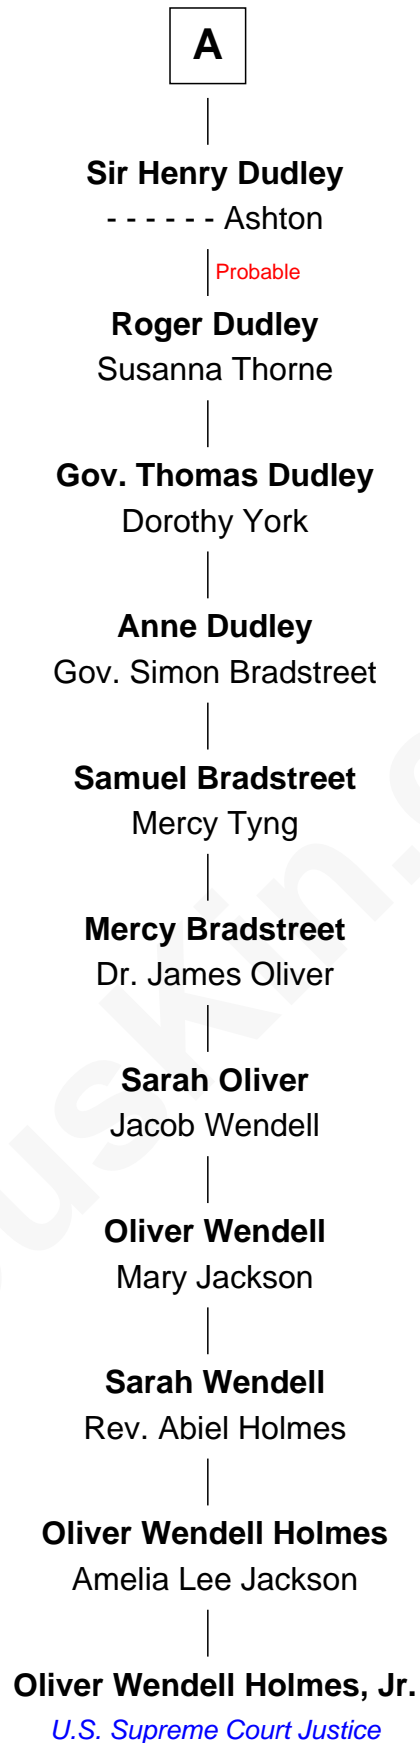 A
Sir Henry Dudley
- - - - - - Ashton
Probable
Roger Dudley
Susanna Thorne
Gov. Thomas Dudley
Dorothy York
Anne Dudley
Gov. Simon Bradstreet
Samuel Bradstreet
Mercy Tyng
Mercy Bradstreet
Dr. James Oliver
Sarah Oliver
Jacob Wendell
Oliver Wendell
Mary Jackson
Sarah Wendell
Rev. Abiel Holmes
Oliver Wendell Holmes
Amelia Lee Jackson
Oliver Wendell Holmes, Jr.
U.S. Supreme Court Justice